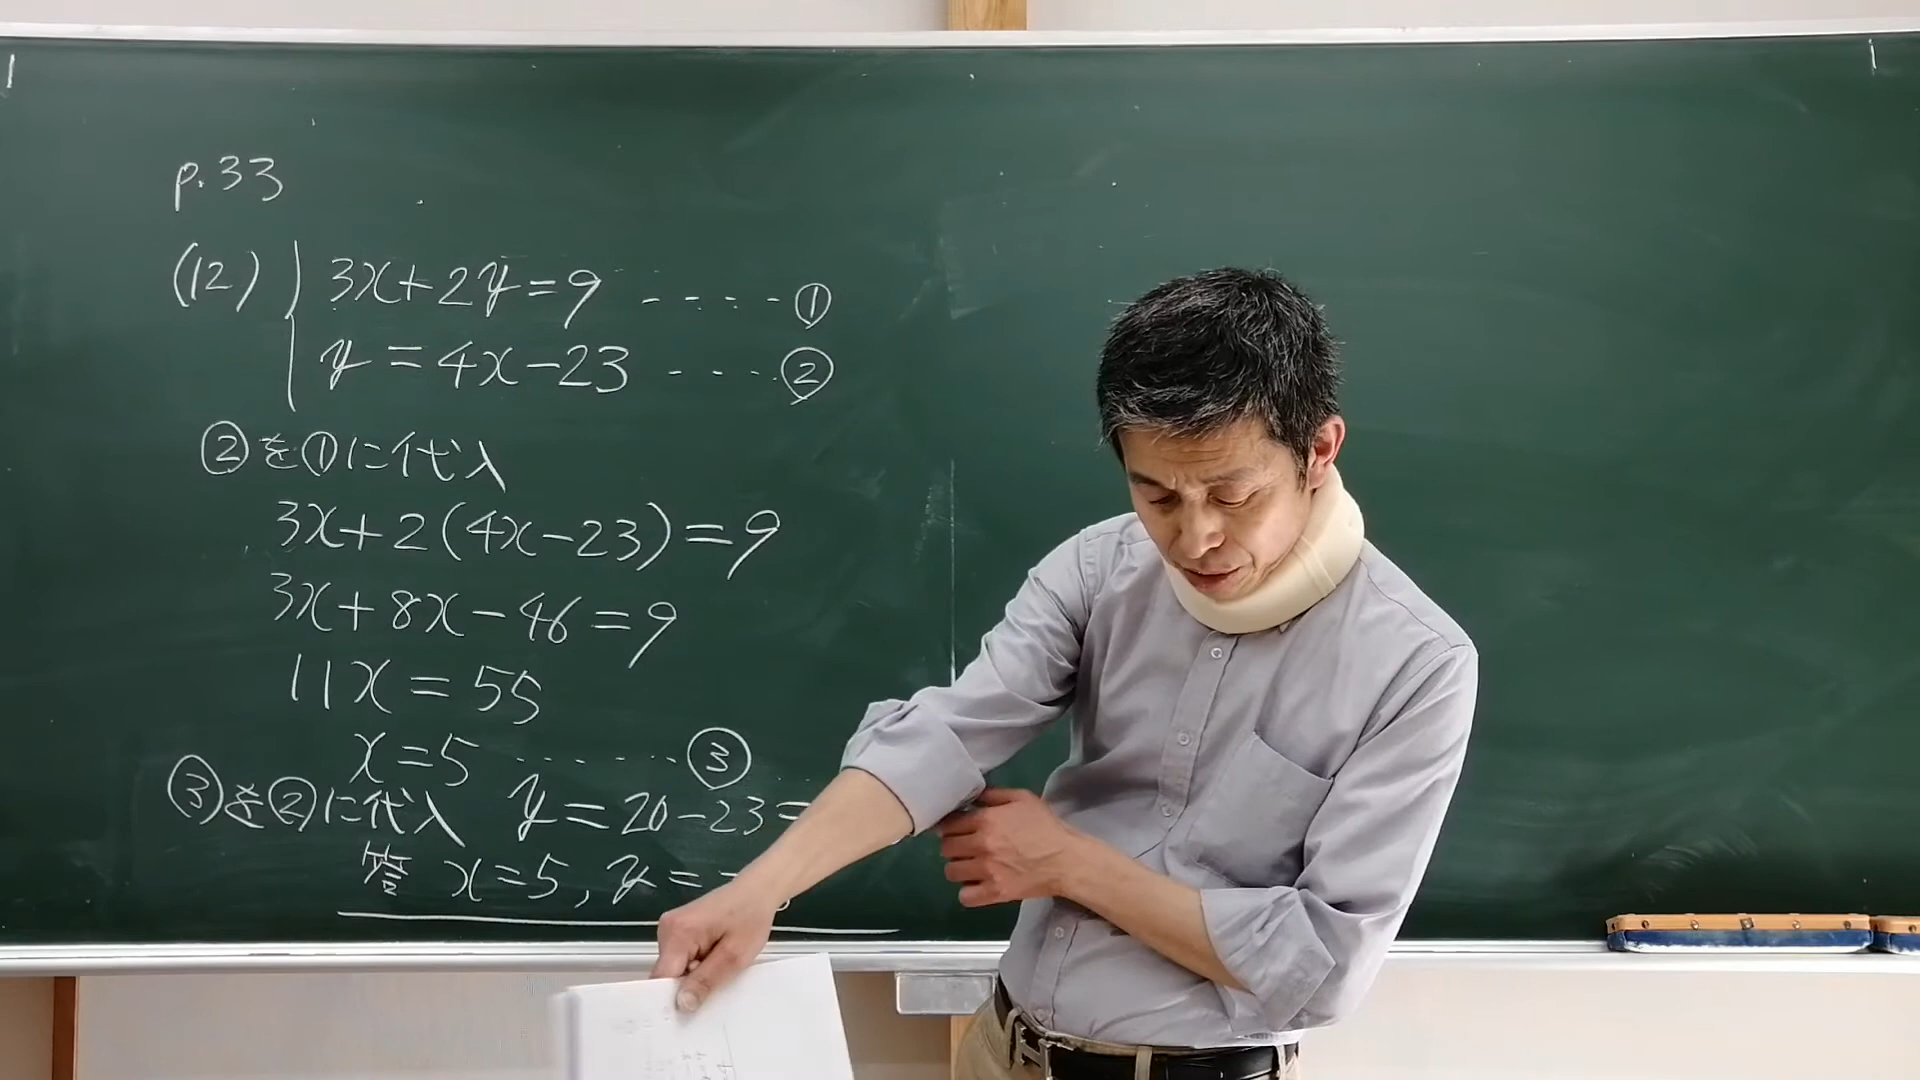 p.33
(12) 3x+2y=9 ----①
y=4x-23 ----②
②を①に代入
3x+2(4x-23)=9
3x+8x-46=9
11x=55
x=5 ......③
③を②に代入 y=20-23=
答 x=5, y=-